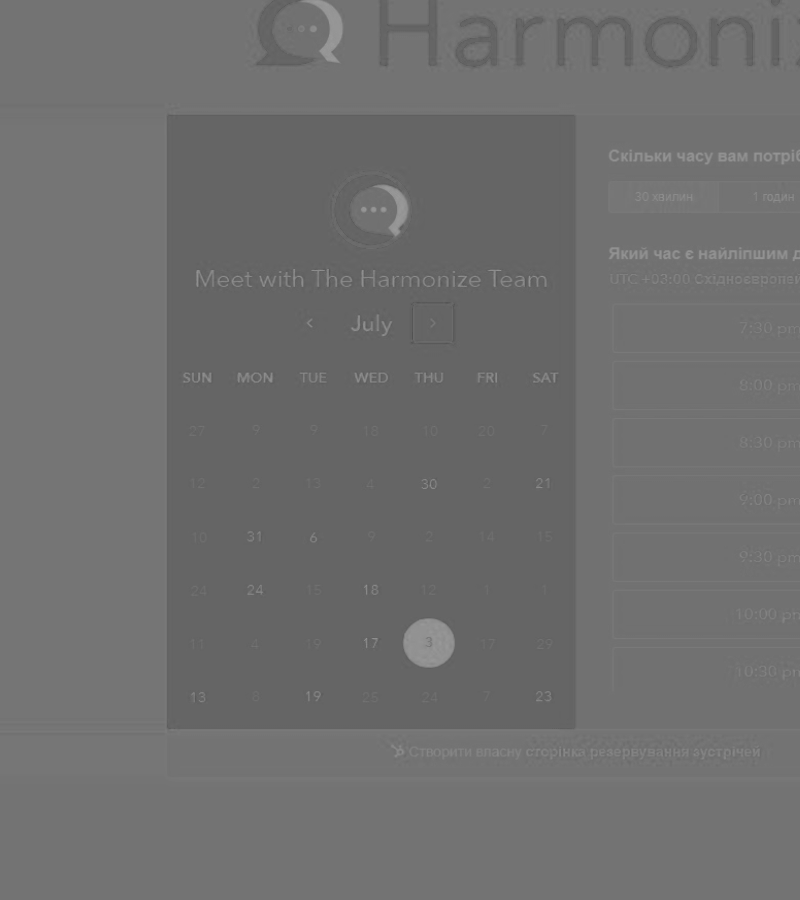 Harmoniz
Meet with The Harmonize Team
July
SUN MON TUE WED THU FRI SAT
27 9 9 18 10 20 7
12 2 13 4 30 2 21
10 31 6 9 2 14 15
24 24 15 18 12 1 1
11 4 19 17 3 17 29
13 6 19 25 24 7 23
Скільки часу вам потріб
30 хвилин 1 годин
Який час є найліпшим д
UTC +03:00 Східноєвропей
7:30 pm
8:00 pm
8:30 pm
9:00 pm
9:30 pm
10:00 pm
10:30 pm
Створити власну сторінка резервування зустрічей